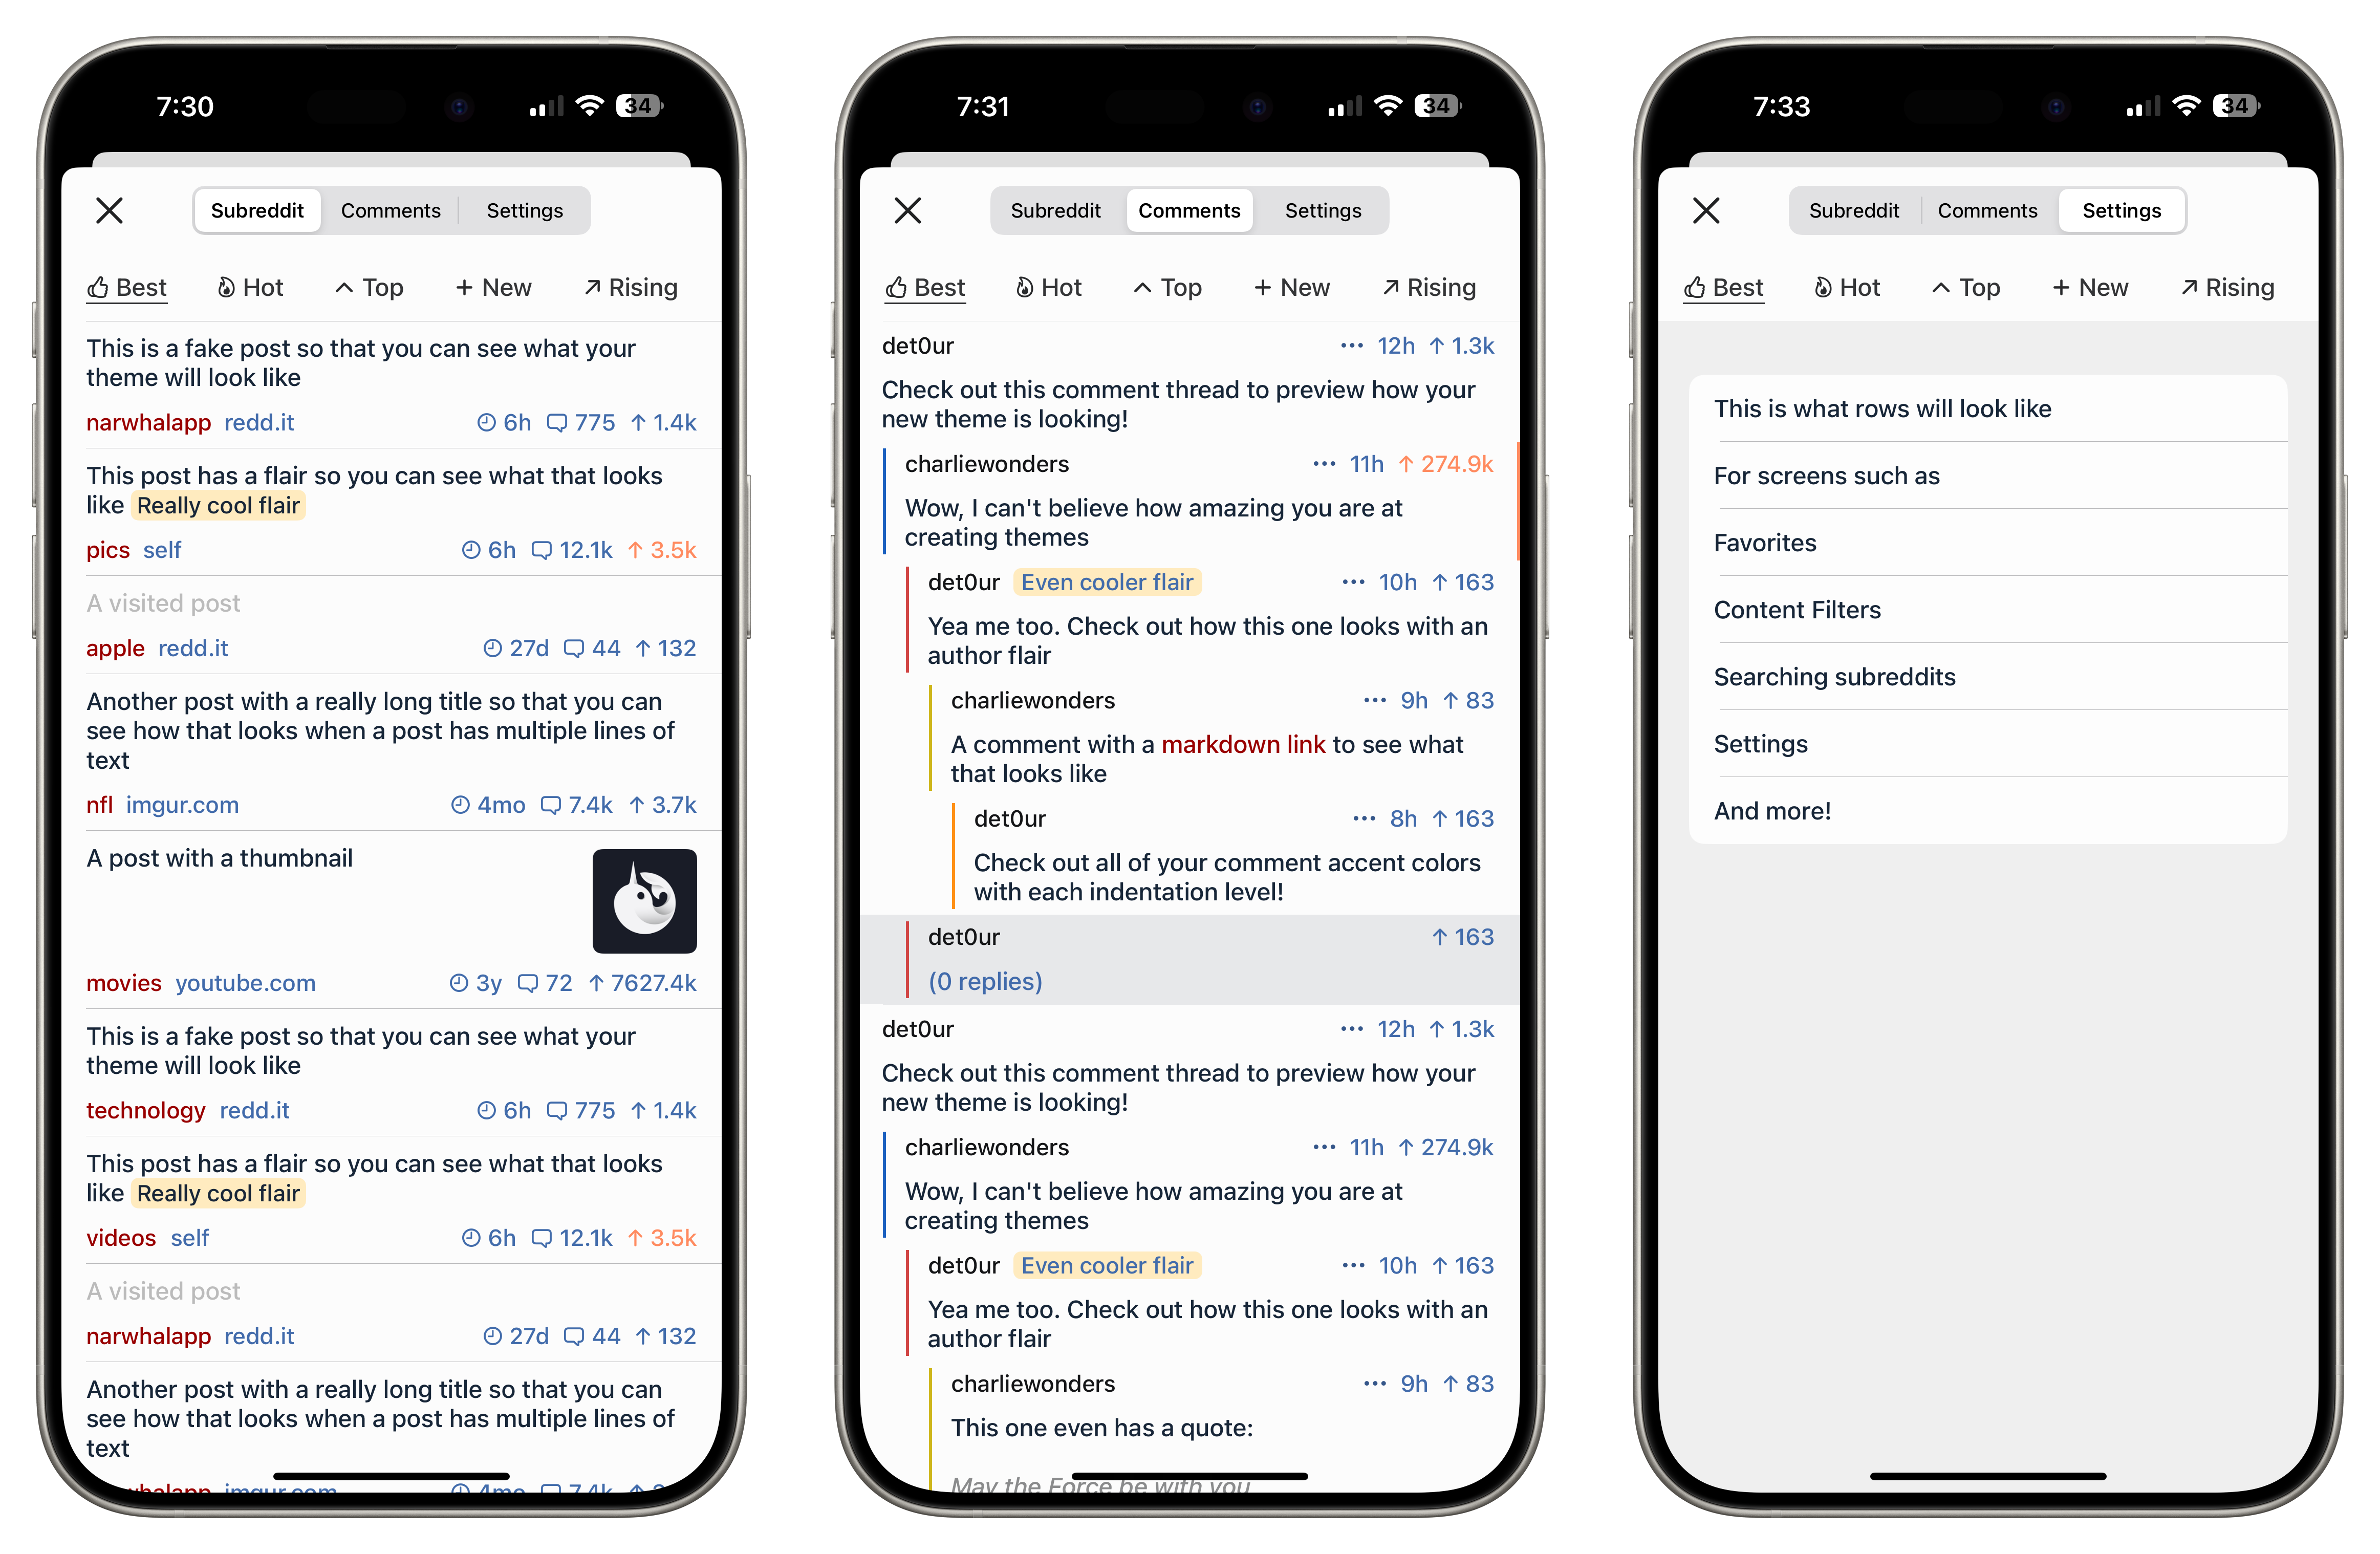 7:30
34
Subreddit Comments Settings
Best Hot Top New Rising
This is a fake post so that you can see what your
theme will look like
narwhalapp redd.it 6h 775 1.4k
This post has a flair so you can see what that looks
like Really cool flair
pics self 6h 12.1k 3.5k
A visited post
apple redd.it 27d 44 132
Another post with a really long title so that you can
see how that looks when a post has multiple lines of
text
nfl imgur.com 4mo 7.4k 3.7k
A post with a thumbnail
movies youtube.com 3y 72 7627.4k
This is a fake post so that you can see what your
theme will look like
technology redd.it 6h 775 1.4k
This post has a flair so you can see what that looks
like Really cool flair
videos self 6h 12.1k 3.5k
A visited post
narwhalapp redd.it 27d 44 132
Another post with a really long title so that you can
see how that looks when a post has multiple lines of
text
imgur.com 4mo 7.4k
7:31
34
Subreddit Comments Settings
Best Hot Top New Rising
det0ur ••• 12h 1.3k
Check out this comment thread to preview how your
new theme is looking!
charliewonders ••• 11h 274.9k
Wow, I can't believe how amazing you are at
creating themes
det0ur Even cooler flair ••• 10h 163
Yea me too. Check out how this one looks with an
author flair
charliewonders ••• 9h 83
A comment with a markdown link to see what
that looks like
det0ur ••• 8h 163
Check out all of your comment accent colors
with each indentation level!
det0ur 163
(0 replies)
det0ur ••• 12h 1.3k
Check out this comment thread to preview how your
new theme is looking!
charliewonders ••• 11h 274.9k
Wow, I can't believe how amazing you are at
creating themes
det0ur Even cooler flair ••• 10h 163
Yea me too. Check out how this one looks with an
author flair
charliewonders ••• 9h 83
This one even has a quote:
May the Force be with you
7:33
34
Subreddit Comments Settings
Best Hot Top New Rising
This is what rows will look like
For screens such as
Favorites
Content Filters
Searching subreddits
Settings
And more!